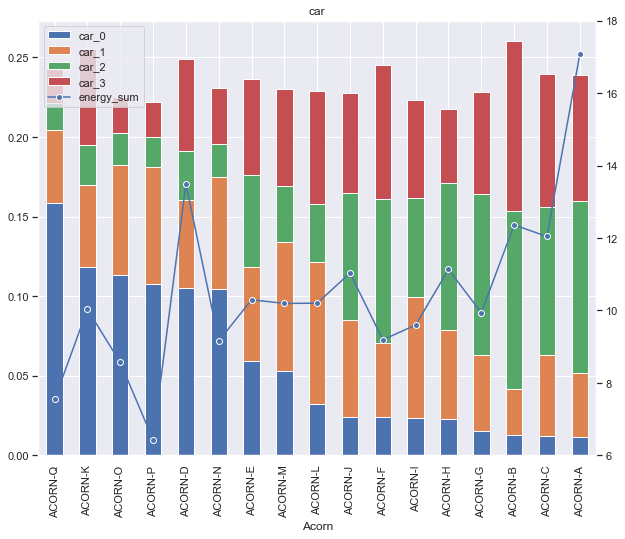 car
car_0
car_1
car_2
car_3
energy_sum
0.25
0.20
0.15
0.10
0.05
0.00
18
16
14
12
10
8
6
ACORN-Q
ACORN-K
ACORN-O
ACORN-P
ACORN-D
ACORN-N
ACORN-E
ACORN-M
ACORN-L
ACORN-J
ACORN-F
ACORN-I
ACORN-H
ACORN-G
ACORN-B
ACORN-C
ACORN-A
Acorn